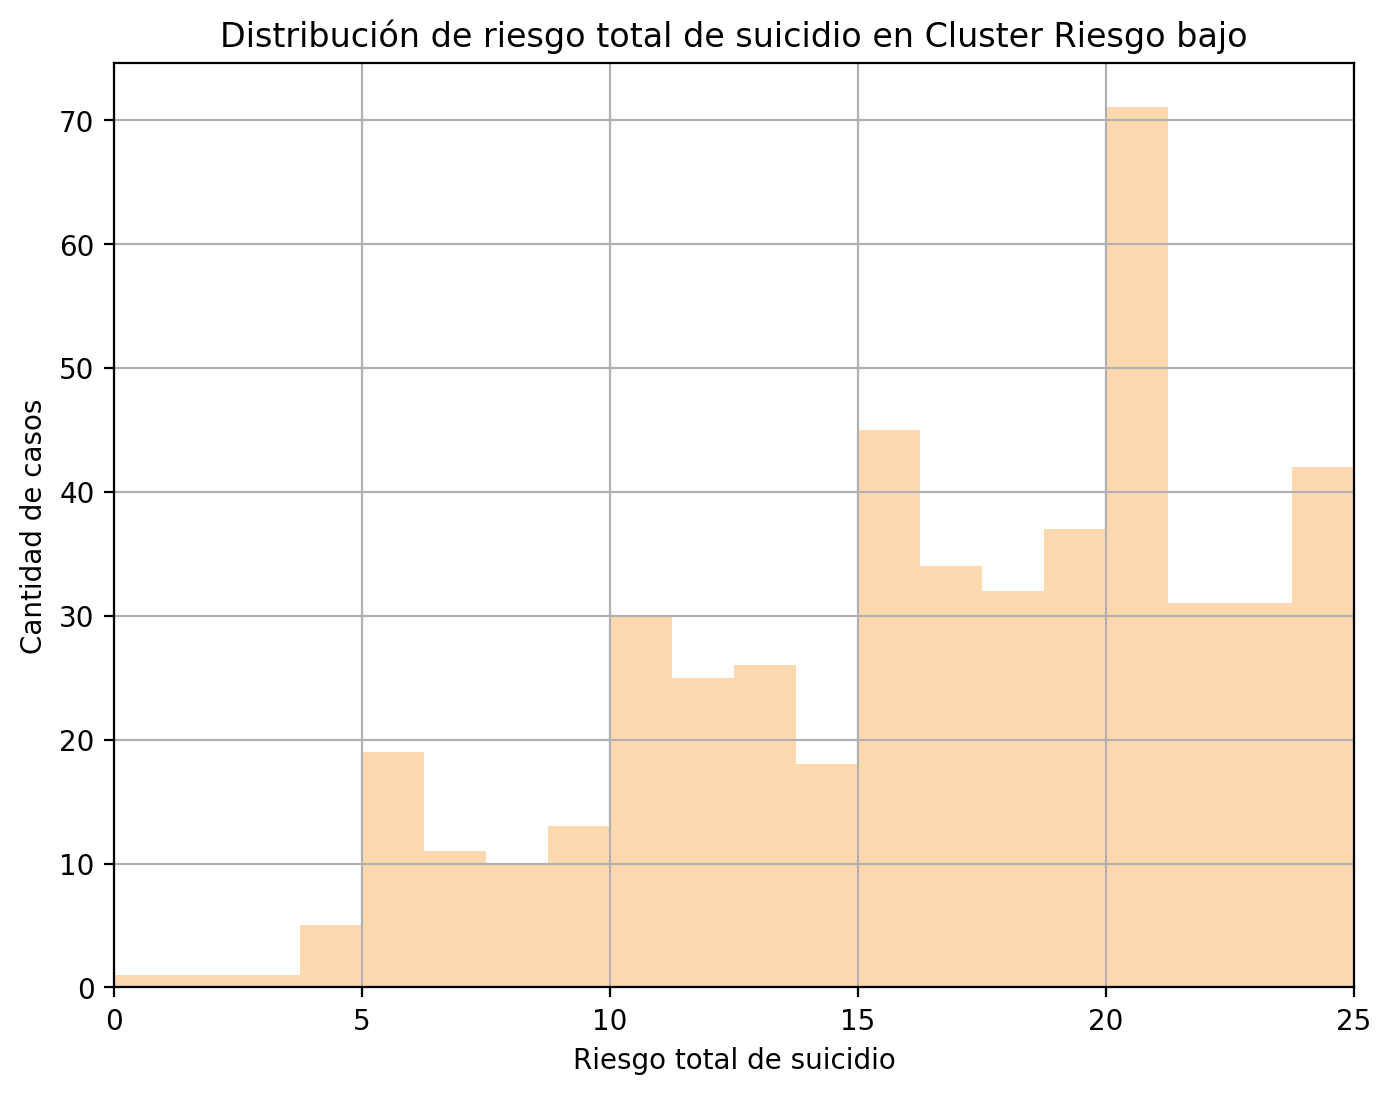 Distribución de riesgo total de suicidio en Cluster Riesgo bajo
70
60
50
40
30
20
10
0
Cantidad de casos
0 5 10 15 20 25
Riesgo total de suicidio